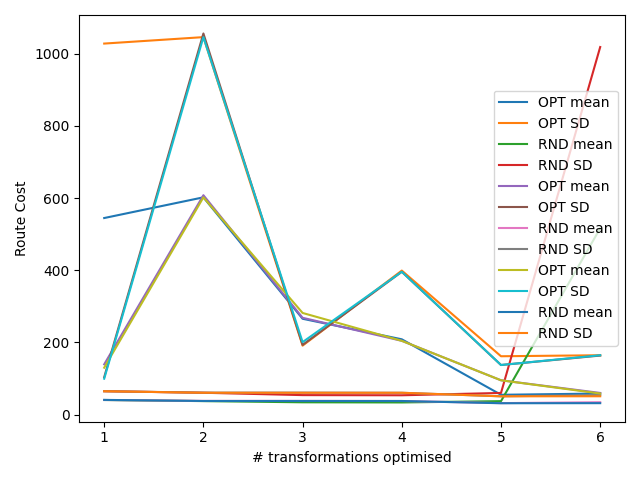 1000
800
600
400
200
0
Route Cost
OPT mean
OPT SD
RND mean
RND SD
OPT mean
OPT SD
RND mean
RND SD
OPT mean
OPT SD
RND mean
RND SD
1 2 3 4 5 6
# transformations optimised